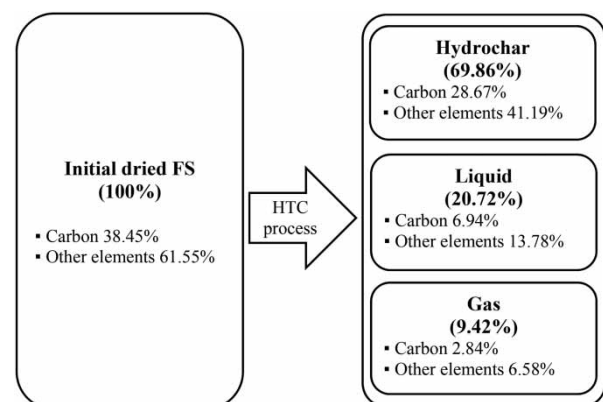 Initial dried FS
(100%)
▪ Carbon 38.45%
▪ Other elements 61.55%
HTC
process
Hydrochar
(69.86%)
▪ Carbon 28.67%
▪ Other elements 41.19%
Liquid
(20.72%)
▪ Carbon 6.94%
▪ Other elements 13.78%
Gas
(9.42%)
▪ Carbon 2.84%
▪ Other elements 6.58%